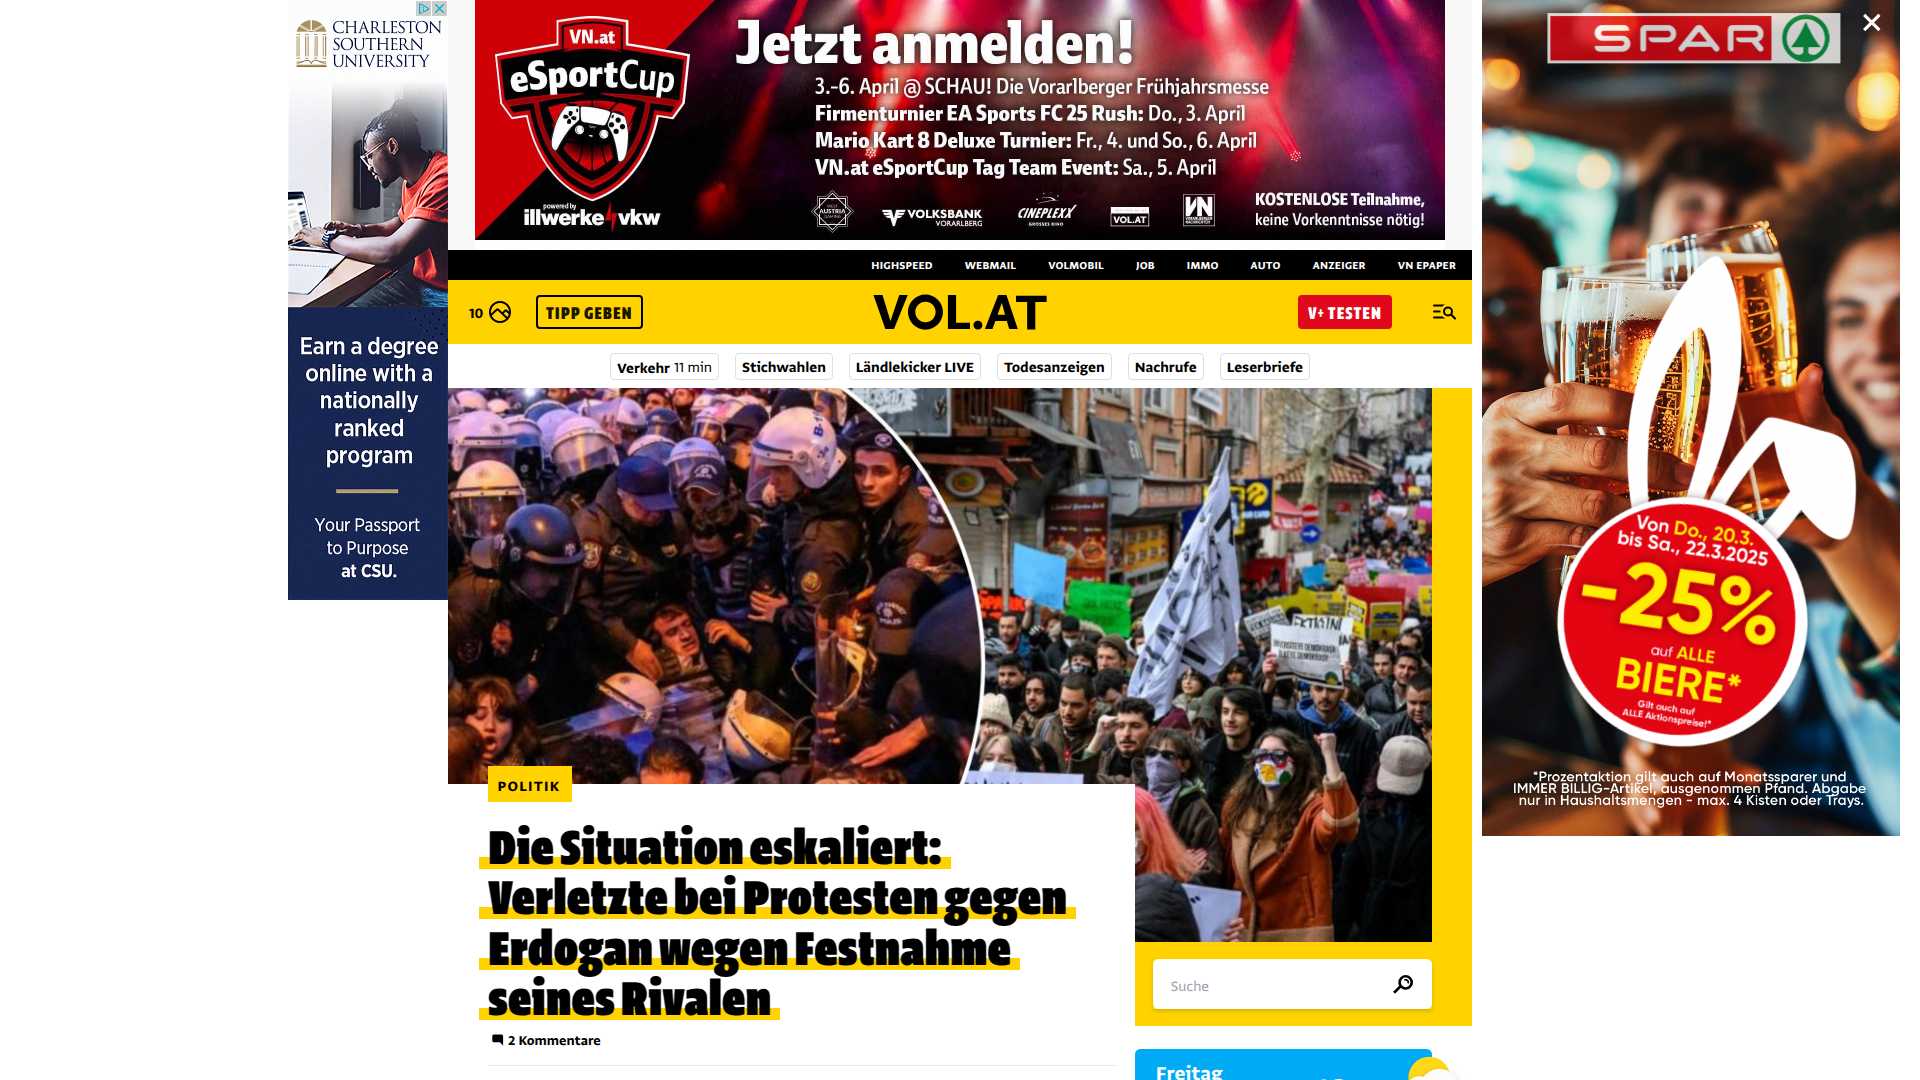 CHARLESTON
SOUTHERN
UNIVERSITY
Earn a degree
online with a
nationally
ranked
program
Your Passport
to Purpose
at CSU.
VN.at
eSportCup
powered by
illwerke vkw
Jetzt anmelden!
3.-6. April @ SCHAU! Die Vorarlberger Frühjahrsmesse
Firmenturnier EA Sports FC 25 Rush: Do., 3. April
Mario Kart 8 Deluxe Turnier: Fr., 4. und So., 6. April
VN.at eSportCup Tag Team Event: Sa., 5. April
VOLKSBANK
VORARLBERG
CINEPLEXX
VOL.AT
VN
KOSTENLOSE Teilnahme,
keine Vorkenntnisse nötig!
HIGHSPEED WEBMAIL VOLMOBIL JOB IMMO AUTO ANZEIGER VN EPAPER
10 TIPP GEBEN VOL.AT V+ TESTEN
Verkehr 11 min Stichwahlen Ländlekicker LIVE Todesanzeigen Nachrufe Leserbriefe
POLITIK
Die Situation eskaliert:
Verletzte bei Protesten gegen
Erdogan wegen Festnahme
seines Rivalen
2 Kommentare
Suche
Freitag
SPAR
Von Do., 20.3.
bis Sa., 22.3.2025
-25%
auf ALLE
BIERE*
Gilt auch auf
ALLE Aktionspreise!*
*Prozentaktion gilt auch auf Monatssparer und
IMMER BILLIG-Artikel, ausgenommen Pfand. Abgabe
nur in Haushaltsmengen - max. 4 Kisten oder Trays.